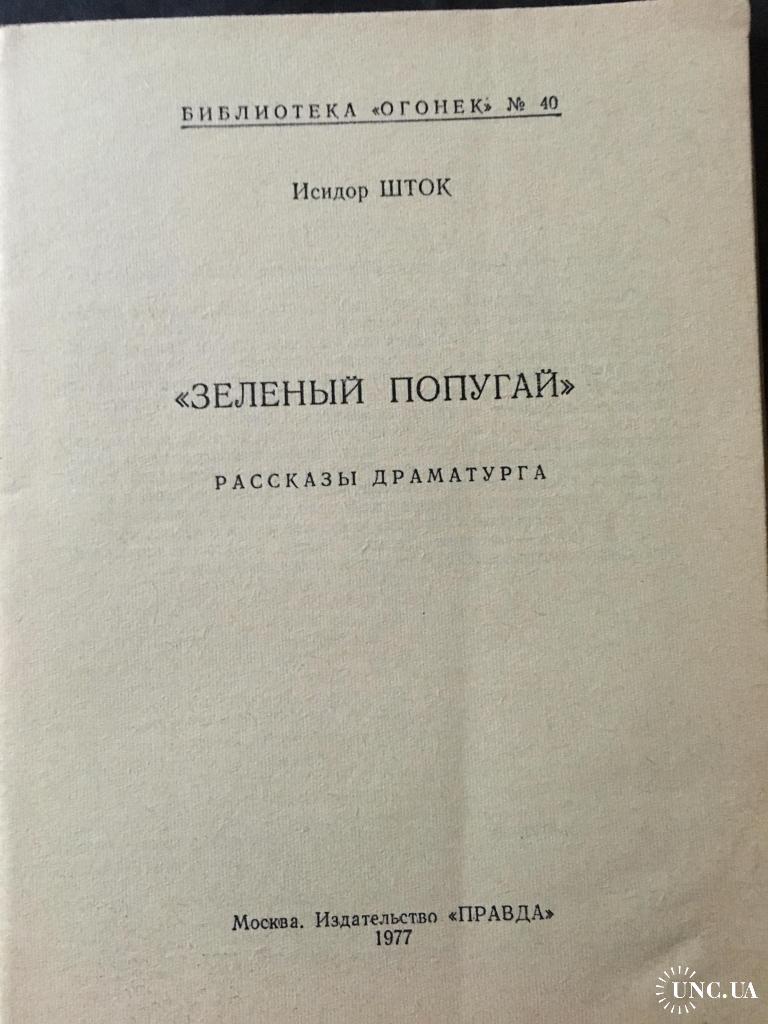 БИБЛИОТЕКА «ОГОНЕК» № 40
Исидор ШТОК
«ЗЕЛЕНЫЙ ПОПУГАЙ»
РАССКАЗЫ ДРАМАТУРГА
Москва. Издательство «ПРАВДА»
1977
UNC.UA